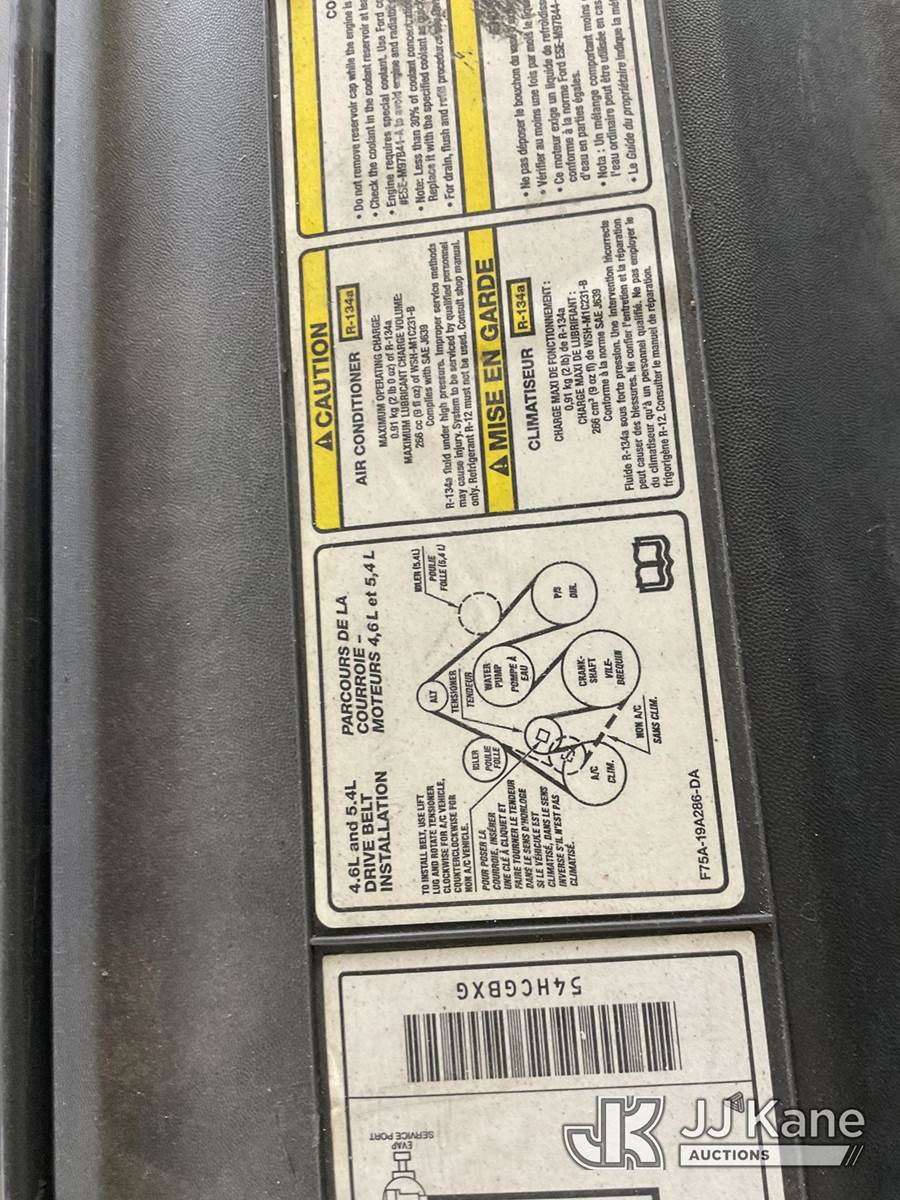 4.6L and 5.4L
DRIVE BELT
INSTALLATION
PARCOURS DE LA
COURROIE –
MOTEURS 4,6 L et 5,4 L
TO INSTALL BELT, USE LIFT
LUG AND ROTATE TENSIONER
CLOCKWISE FOR A/C VEHICLE,
COUNTERCLOCKWISE FOR
NON A/C VEHICLE.
POUR POSER LA
COURROIE, INSÉRER
UNE CLÉ À CLIQUET ET
FAIRE TOURNER LE TENDEUR
DANS LE SENS D'HORLOGE
SI LE VÉHICULE EST
CLIMATISÉ, DANS LE SENS
INVERSE S'IL N'EST PAS
CLIMATISÉ.
IDLER
POULIE
FOLLE
ALT
TENSIONER
TENDEUR
WATER
PUMP
POMPE À
EAU
IDLER (5.4L)
POULIE
FOLLE (5,4 L)
P/S
DIR.
CRANK-
SHAFT
VILE-
BREQUIN
A/C
CLIM.
NON A/C
SANS CLIM.
F75A-19A286-DA
CAUTION
AIR CONDITIONER R-134a
MAXIMUM OPERATING CHARGE:
0.91 kg (2 lb 0 oz) of R-134a
MAXIMUM LUBRICANT CHARGE VOLUME:
266 cc (9 fl oz) of WSH-M1C231-B
Complies with SAE J639
R-134a fluid under high pressure. Improper service methods
may cause injury. System to be serviced by qualified personnel
only. Refrigerant R-12 must not be used. Consult shop manual.
MISE EN GARDE
CLIMATISEUR R-134a
CHARGE MAXI DE FONCTIONNEMENT :
0,91 kg (2 lb) de R-134a
CHARGE MAXI DE LUBRIFIANT :
266 cm³ (9 oz fl) de WSH-M1C231-B
Conforme à la norme SAE J639
Fluide R-134a sous forte pression. Une intervention incorrecte
peut causer des blessures. Ne confier l'entretien et la réparation
du climatiseur qu'à un personnel qualifié. Ne pas employer le
frigorigène R-12. Consulter le manuel de réparation.
CO
• Do not remove reservoir cap while the engine is
• Check the coolant in the coolant reservoir at
• Engine requires special coolant. Use Ford
#ESE-M97B44-A to avoid engine and
• Note: Less than 30% of coolant
Replace it with the specified coolant
• For drain, flush and refill procedures
• Ne pas déposer le bouchon du
• Vérifier au moins une fois par mois le
• Ce moteur exige un liquide de
conforme à la norme Ford ESE-M97B44-
d'eau en parties égales.
• Nota : Un mélange comportant moins
l'eau ordinaire peut être utilisée en cas
• Le Guide du propriétaire indique la
54HCGBXG
EVAP
SERVICE PORT
JK JJ Kane
AUCTIONS